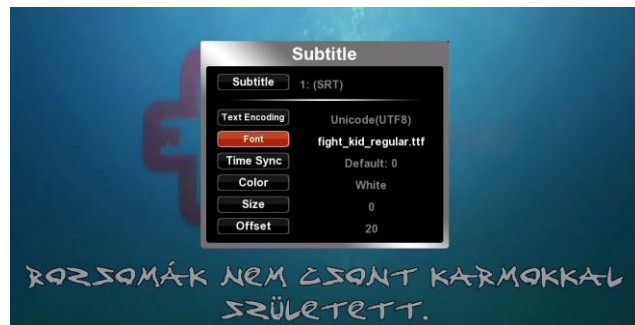 Subtitle
Subtitle 1: (SRT)
Text Encoding Unicode(UTF8)
Font fight_kid_regular.ttf
Time Sync Default: 0
Color White
Size 0
Offset 20
ROZSOMÁK NEM CSONT KARMOKKAL
SZÜLETETT.